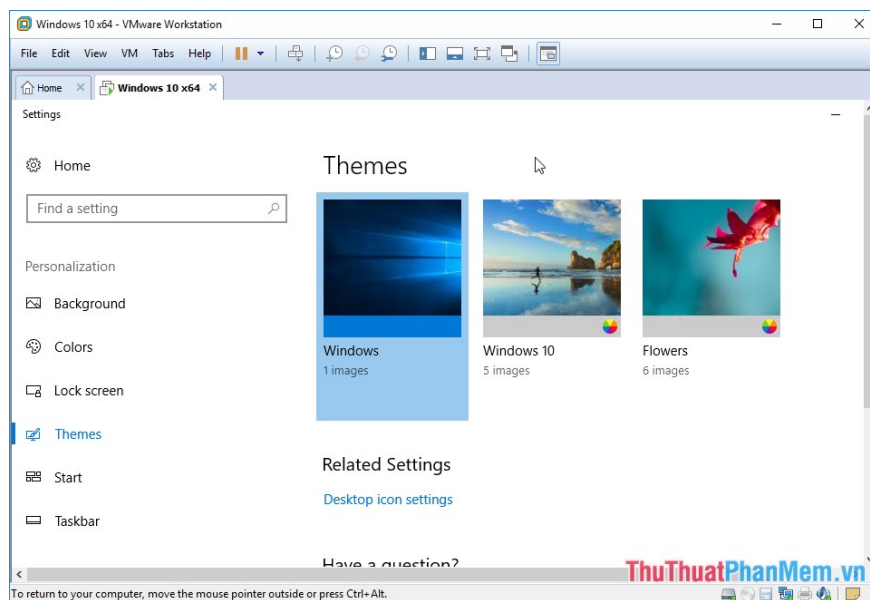 Windows 10 x64 - VMware Workstation
File Edit View VM Tabs Help
Home Windows 10 x64
Settings
Home
Find a setting
Personalization
Background
Colors
Lock screen
Themes
Start
Taskbar
Themes
Windows
1 images
Windows 10
5 images
Flowers
6 images
Related Settings
Desktop icon settings
Have a question?
ThuThuatPhanMem.vn
To return to your computer, move the mouse pointer outside or press Ctrl+Alt.